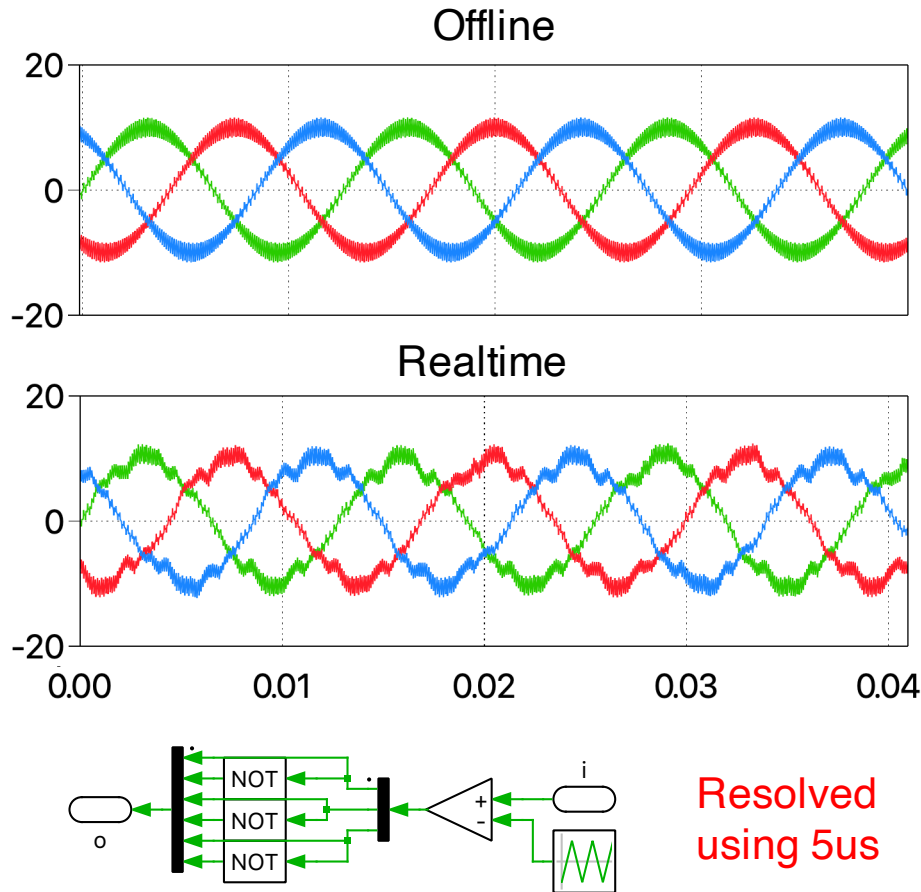 Offline
20
0
-20
Realtime
20
0
-20
0.00 0.01 0.02 0.03 0.04
NOT
NOT
NOT
o
+
-
i
Resolved
using 5us